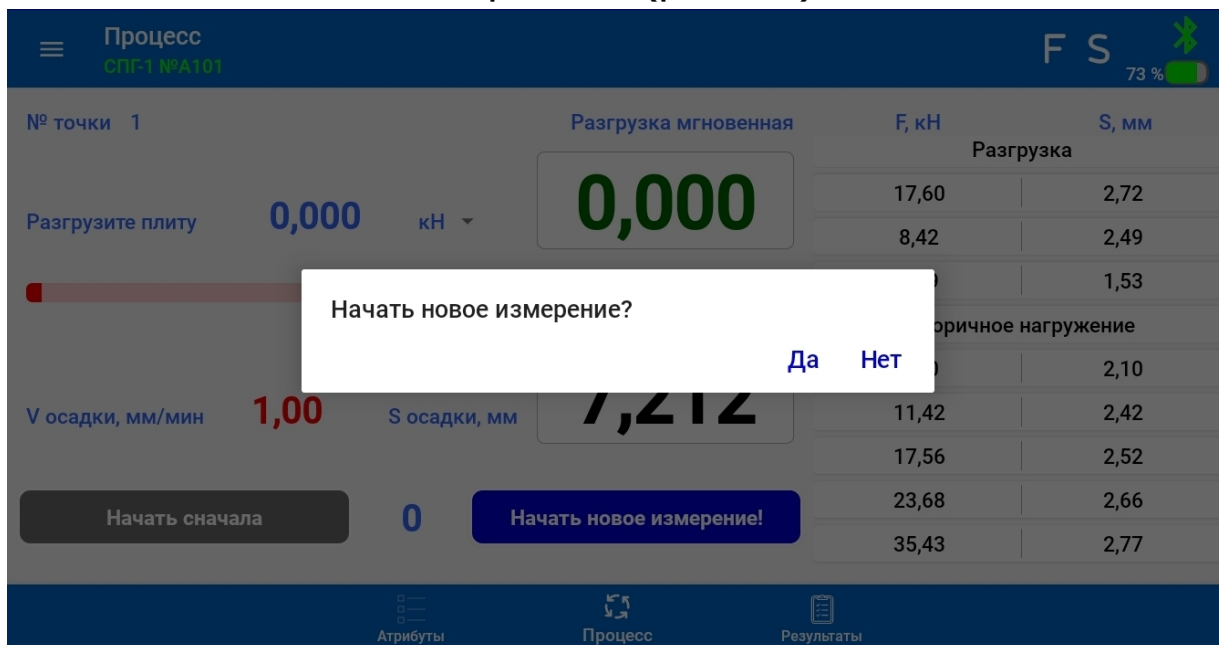 Процесс
СПГ-1 №А101
F S
73 %
№ точки 1
Разгрузка мгновенная
F, кН S, мм
Разгрузка
0,000
17,60 2,72
Разгрузите плиту 0,000 кН
8,42 2,49
1,53
Начать новое измерение?
нагружение
Да Нет
2,10
V осадки, мм/мин 1,00 S осадки, мм 7,212
11,42 2,42
17,56 2,52
Начать сначала 0 Начать новое измерение!
23,68 2,66
35,43 2,77
Атрибуты Процесс Результаты